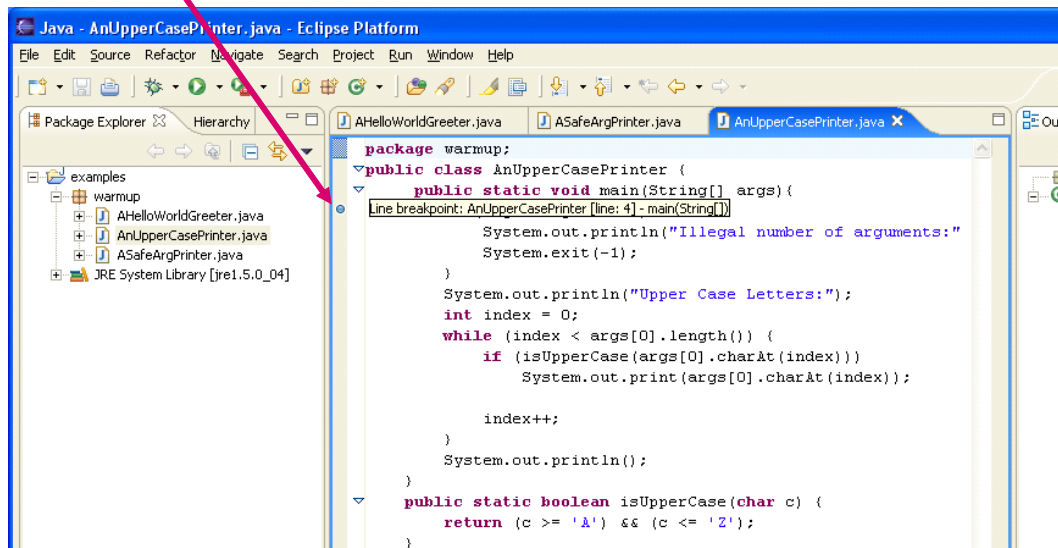 Java - AnUpperCasePrinter.java - Eclipse Platform
File Edit Source Refactor Navigate Search Project Run Window Help
Package Explorer Hierarchy
AHelloWorldGreeter.java ASafeArgPrinter.java AnUpperCasePrinter.java
examples
warmup
AHelloWorldGreeter.java
AnUpperCasePrinter.java
ASafeArgPrinter.java
JRE System Library [jre1.5.0_04]
package warmup;
public class AnUpperCasePrinter {
public static void main(String[] args){
Line breakpoint: AnUpperCasePrinter [line: 4] - main(String[])
System.out.println("Illegal number of arguments:"
System.exit(-1);
}
System.out.println("Upper Case Letters:");
int index = 0;
while (index < args[0].length()) {
if (isUpperCase(args[0].charAt(index)))
System.out.print(args[0].charAt(index));
index++;
}
System.out.println();
}
public static boolean isUpperCase(char c) {
return (c >= 'A') && (c <= 'Z');
}
Ou